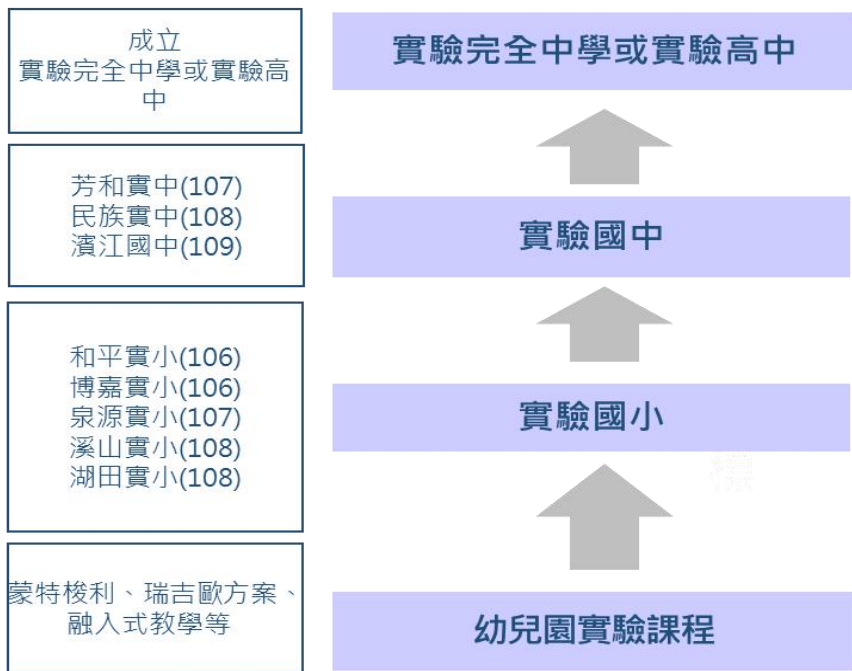 成立
實驗完全中學或實驗高
中
實驗完全中學或實驗高中
芳和實中(107)
民族實中(108)
濱江國中(109)
實驗國中
和平實小(106)
博嘉實小(106)
泉源實小(107)
溪山實小(108)
湖田實小(108)
實驗國小
蒙特梭利、瑞吉歐方案、
融入式教學等
幼兒園實驗課程